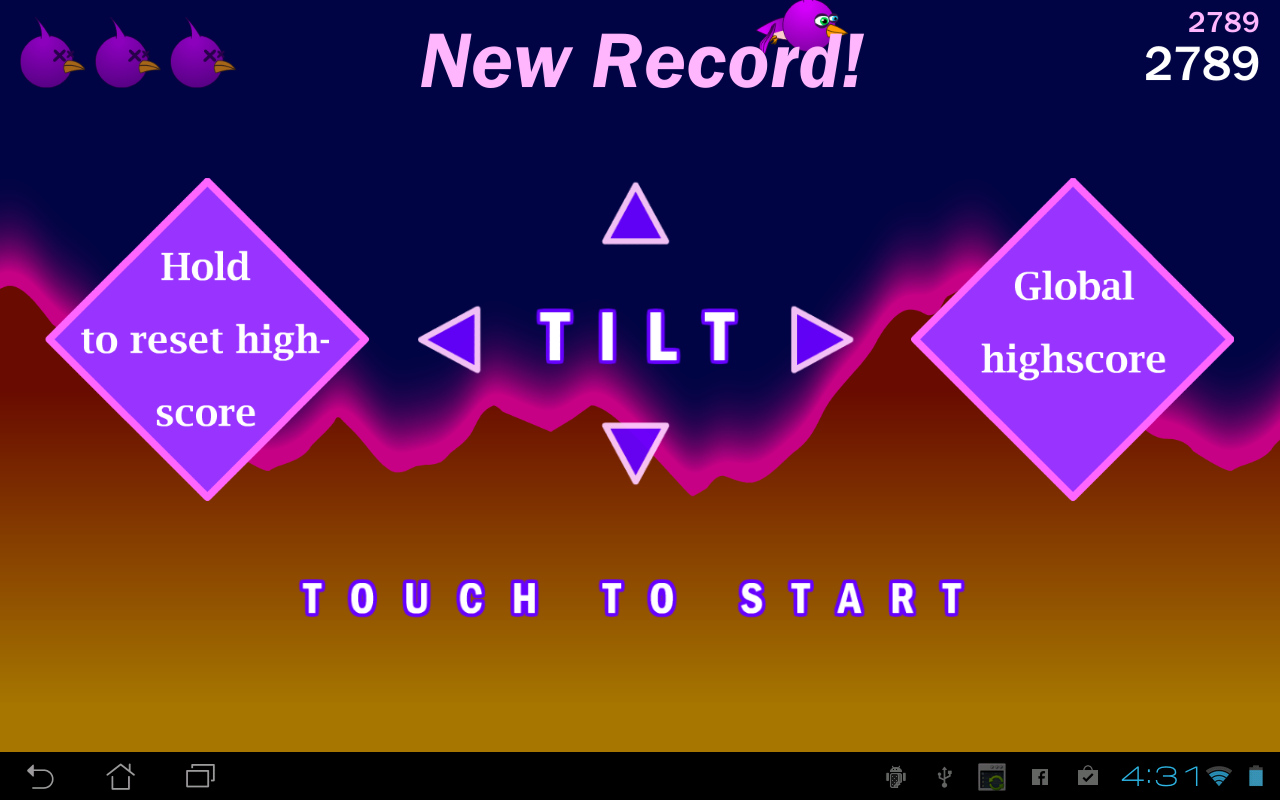 New Record!
2789
2789
Hold
to reset high-
score
TILT
Global
highscore
TOUCH TO START
4:31